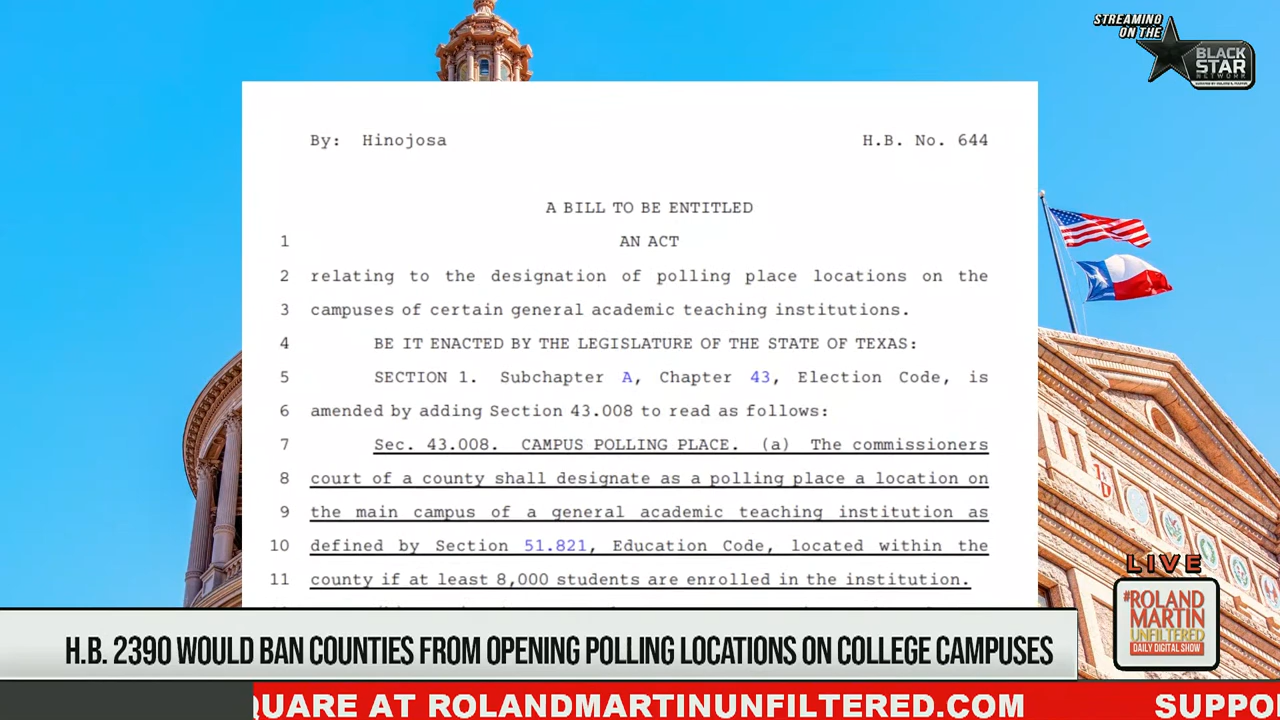 STREAMING
ON THE
BLACK
STAR
NETWORK
By: Hinojosa H.B. No. 644
A BILL TO BE ENTITLED
1 AN ACT
2 relating to the designation of polling place locations on the
3 campuses of certain general academic teaching institutions.
4 BE IT ENACTED BY THE LEGISLATURE OF THE STATE OF TEXAS:
5 SECTION 1. Subchapter A, Chapter 43, Election Code, is
6 amended by adding Section 43.008 to read as follows:
7 Sec. 43.008. CAMPUS POLLING PLACE. (a) The commissioners
8 court of a county shall designate as a polling place a location on
9 the main campus of a general academic teaching institution as
10 defined by Section 51.821, Education Code, located within the
11 county if at least 8,000 students are enrolled in the institution.
LIVE
#ROLAND
MARTIN
UNFILTERED
DAILY DIGITAL SHOW
H.B. 2390 WOULD BAN COUNTIES FROM OPENING POLLING LOCATIONS ON COLLEGE CAMPUSES
QUARE AT ROLANDMARTINUNFILTERED.COM SUPPO